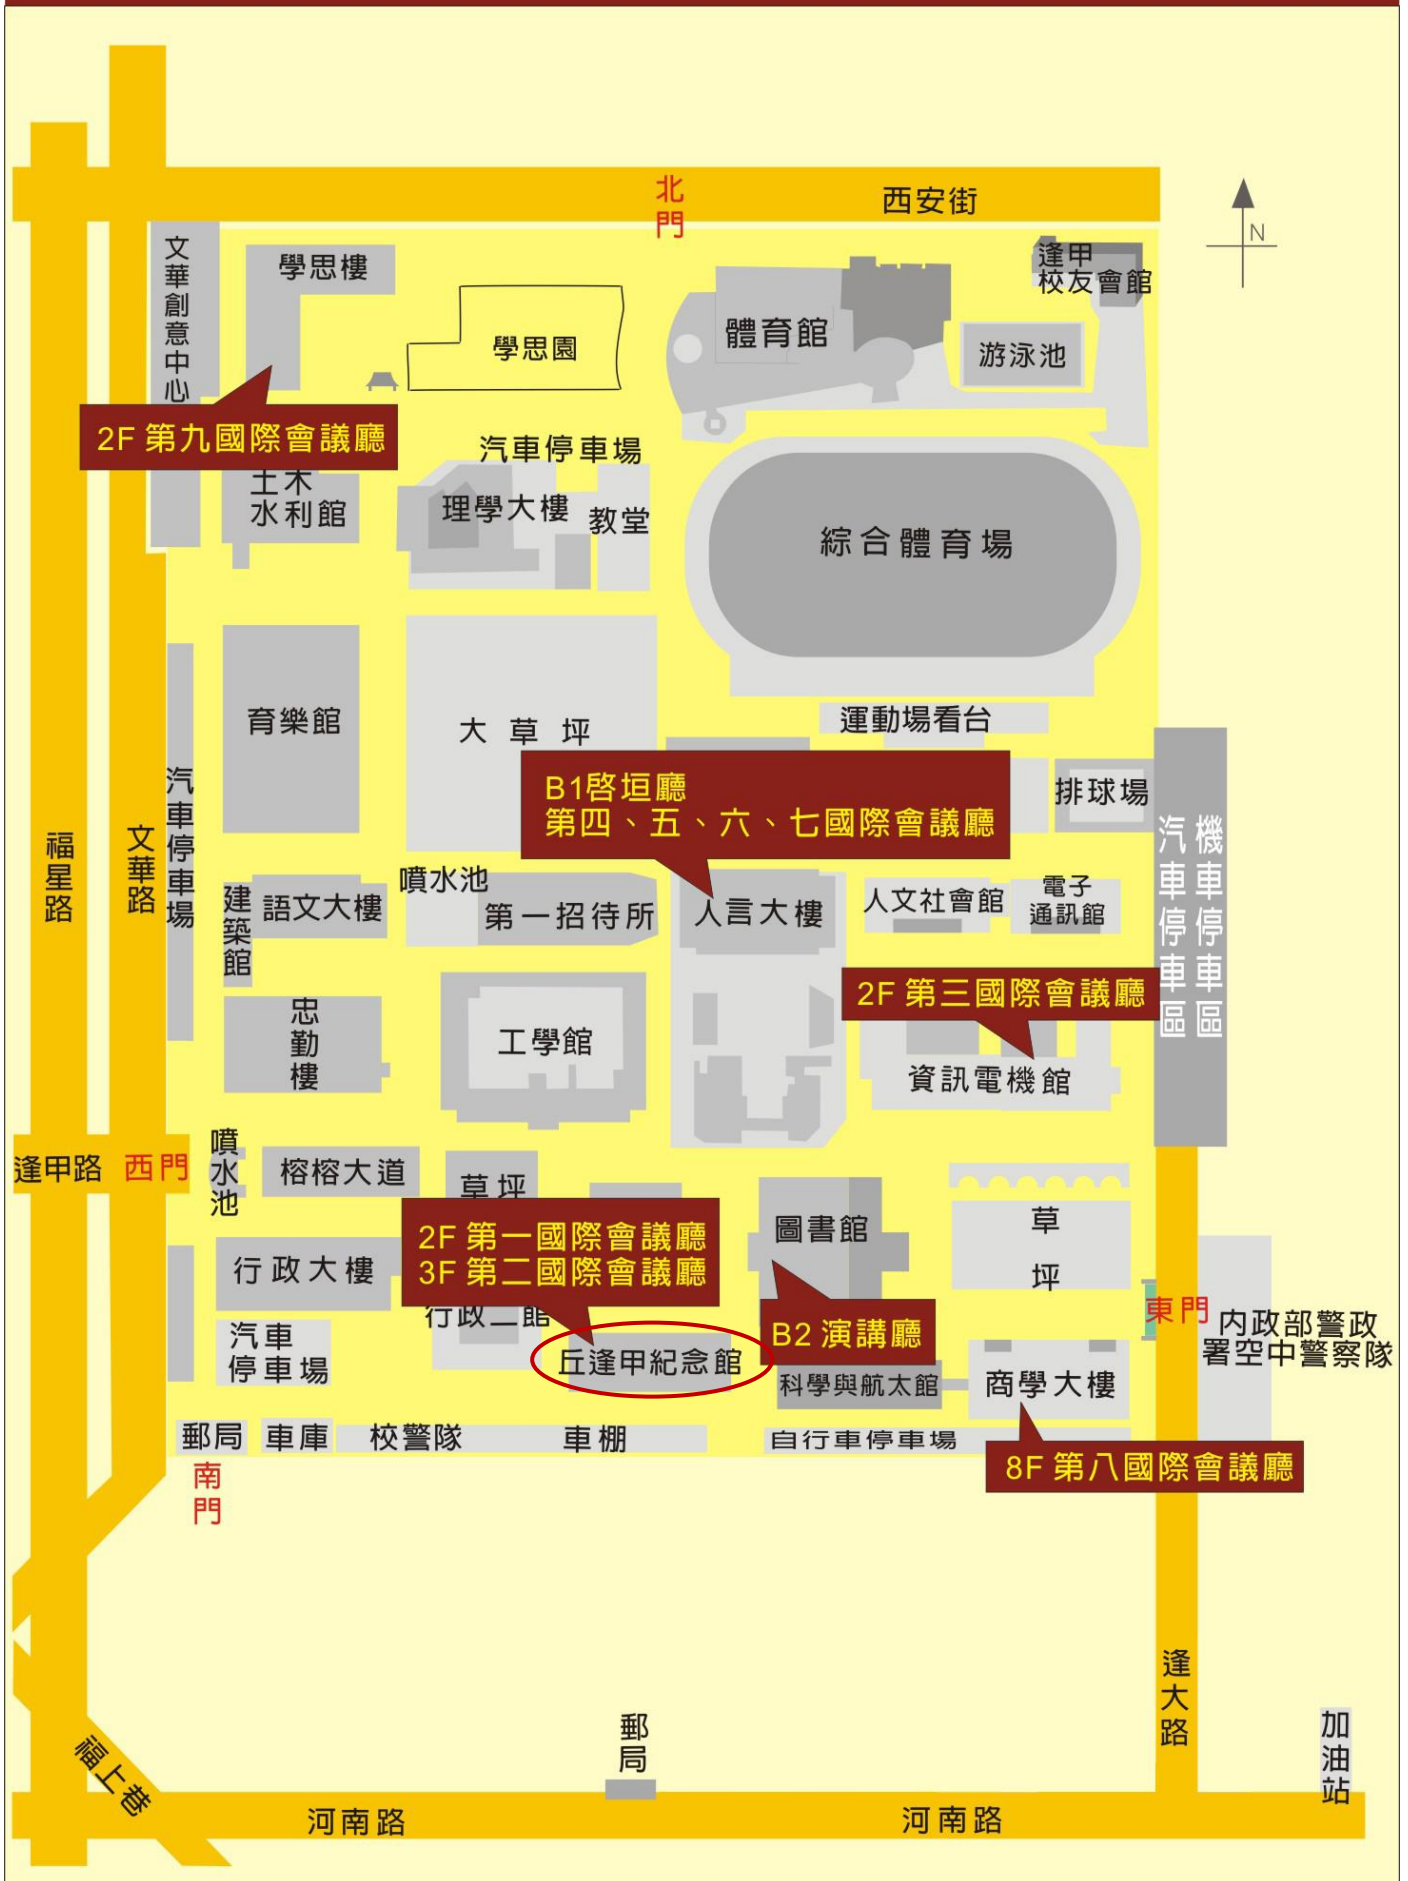 北
門
西安街
N
文華創意中心
學思樓
學思園
體育館
逢甲
校友會館
游泳池
2F 第九國際會議廳
汽車停車場
土木
水利館
理學大樓
教堂
綜合體育場
育樂館
大草坪
運動場看台
排球場
B1啓垣廳
第四、五、六、七國際會議廳
福星路
文華路
汽車停車場
機車停車區
汽車停車區
建築館
語文大樓
噴水池
第一招待所
人言大樓
人文社會館
電子
通訊館
2F 第三國際會議廳
忠勤樓
工學館
資訊電機館
逢甲路
西門
噴水池
榕榕大道
草坪
2F 第一國際會議廳
3F 第二國際會議廳
圖書館
草
坪
行政大樓
行政二館
B2 演講廳
東門
内政部警政
署空中警察隊
汽車
停車場
丘逢甲紀念館
科學與航太館
商學大樓
郵局
車庫
校警隊
車棚
自行車停車場
8F 第八國際會議廳
南
門
逢大路
加油站
郵局
福上巷
河南路
河南路